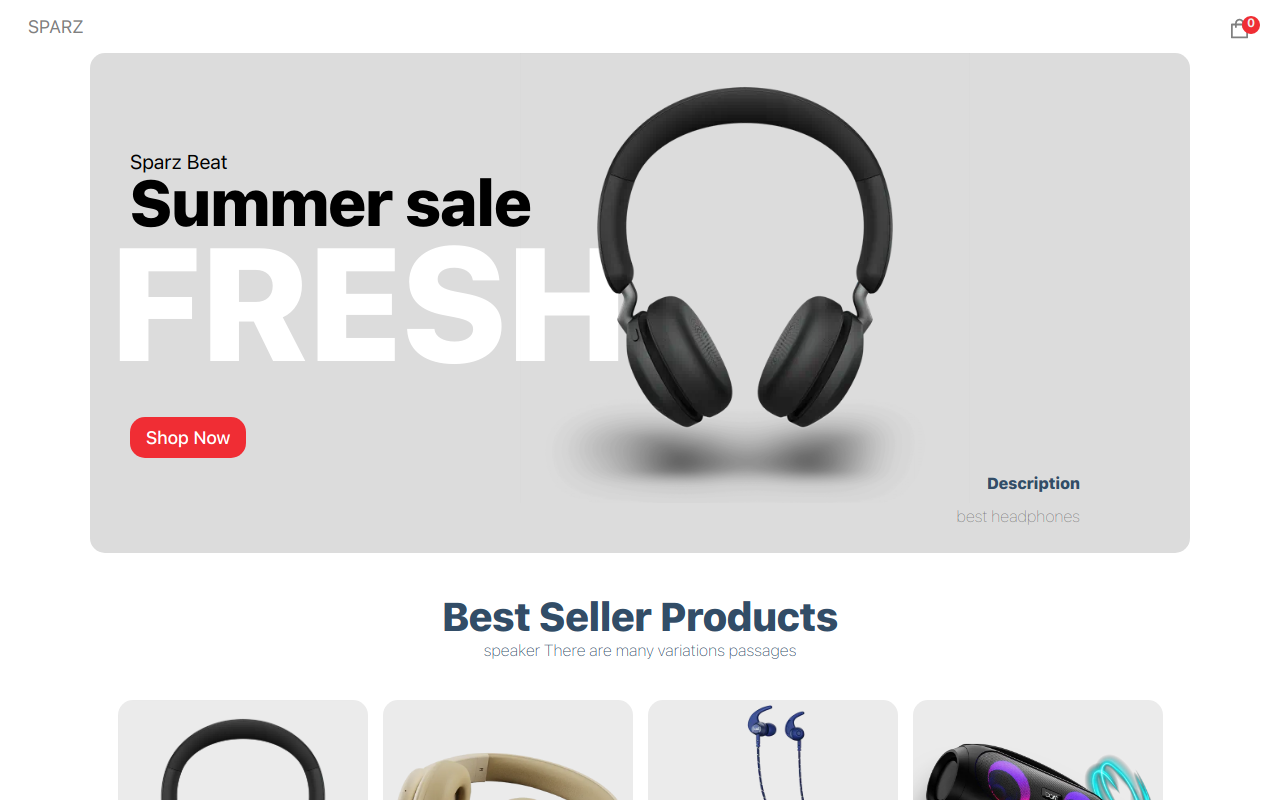 SPARZ
0
Sparz Beat
Summer sale
FRESH
Shop Now
Description
best headphones
Best Seller Products
speaker There are many variations passages